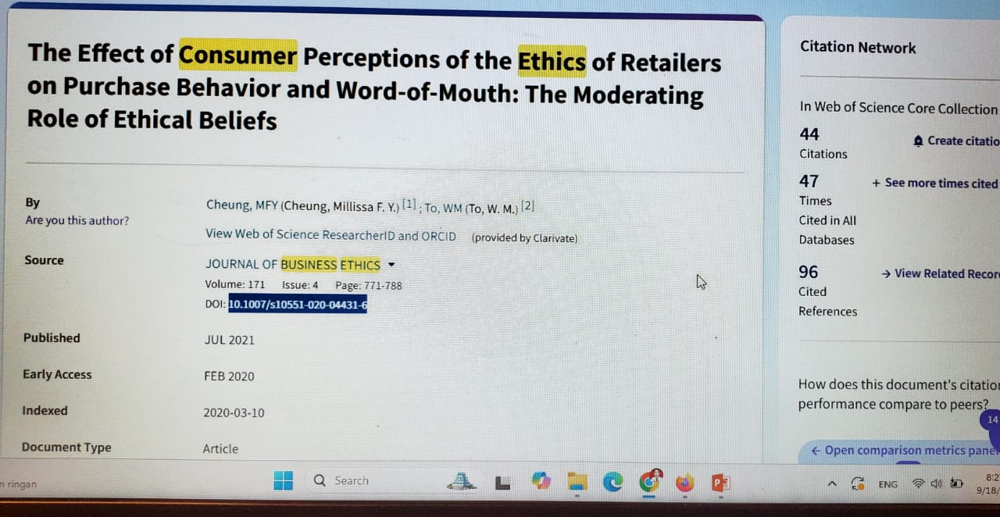 The Effect of Consumer Perceptions of the Ethics of Retailers
on Purchase Behavior and Word-of-Mouth: The Moderating
Role of Ethical Beliefs
By
Are you this author?
Cheung, MFY (Cheung, Millissa F. Y.) [1] ; To, WM (To, W. M.) [2]
View Web of Science ResearcherID and ORCID (provided by Clarivate)
Source
JOURNAL OF BUSINESS ETHICS
Volume: 171 Issue: 4 Page: 771-788
DOI: 10.1007/s10551-020-04431-6
Published
JUL 2021
Early Access
FEB 2020
Indexed
2020-03-10
Document Type
Article
Citation Network
In Web of Science Core Collection
44
Citations
Create citatio
47
Times
Cited in All
Databases
+ See more times cited
96
Cited
References
→ View Related Recor
How does this document's citation
performance compare to peers?
14
← Open comparison metrics pane
n ringan
Search
ENG
8:2
9/18/